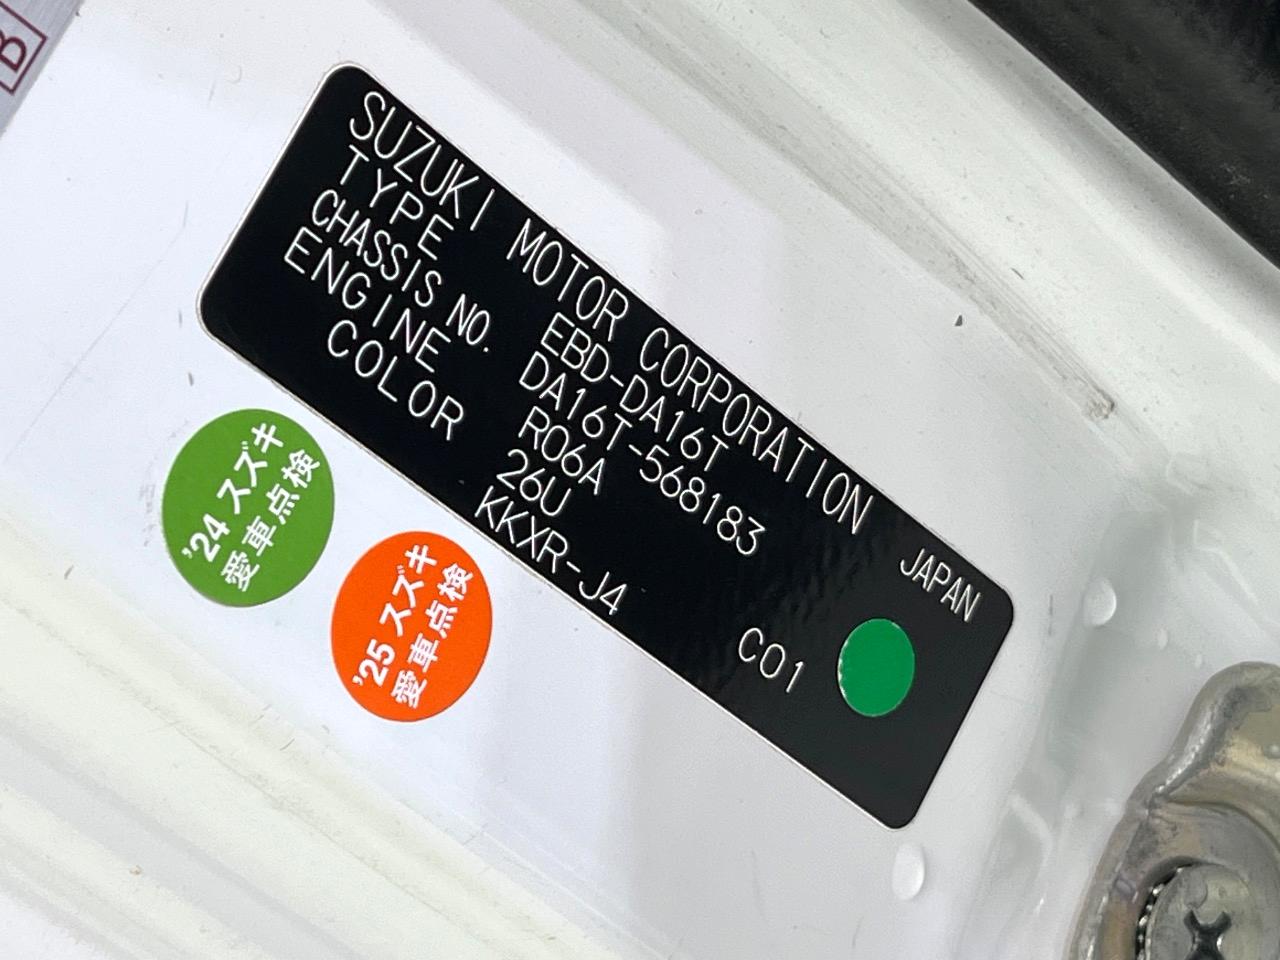 B
SUZUKI MOTOR CORPORATION JAPAN
TYPE EBD-DA16T
CHASSIS NO. DA16T-568183
ENGINE R06A
COLOR 26U
KKXR-J4 C01
'24 スズキ
愛車点検
'25 スズキ
愛車点検